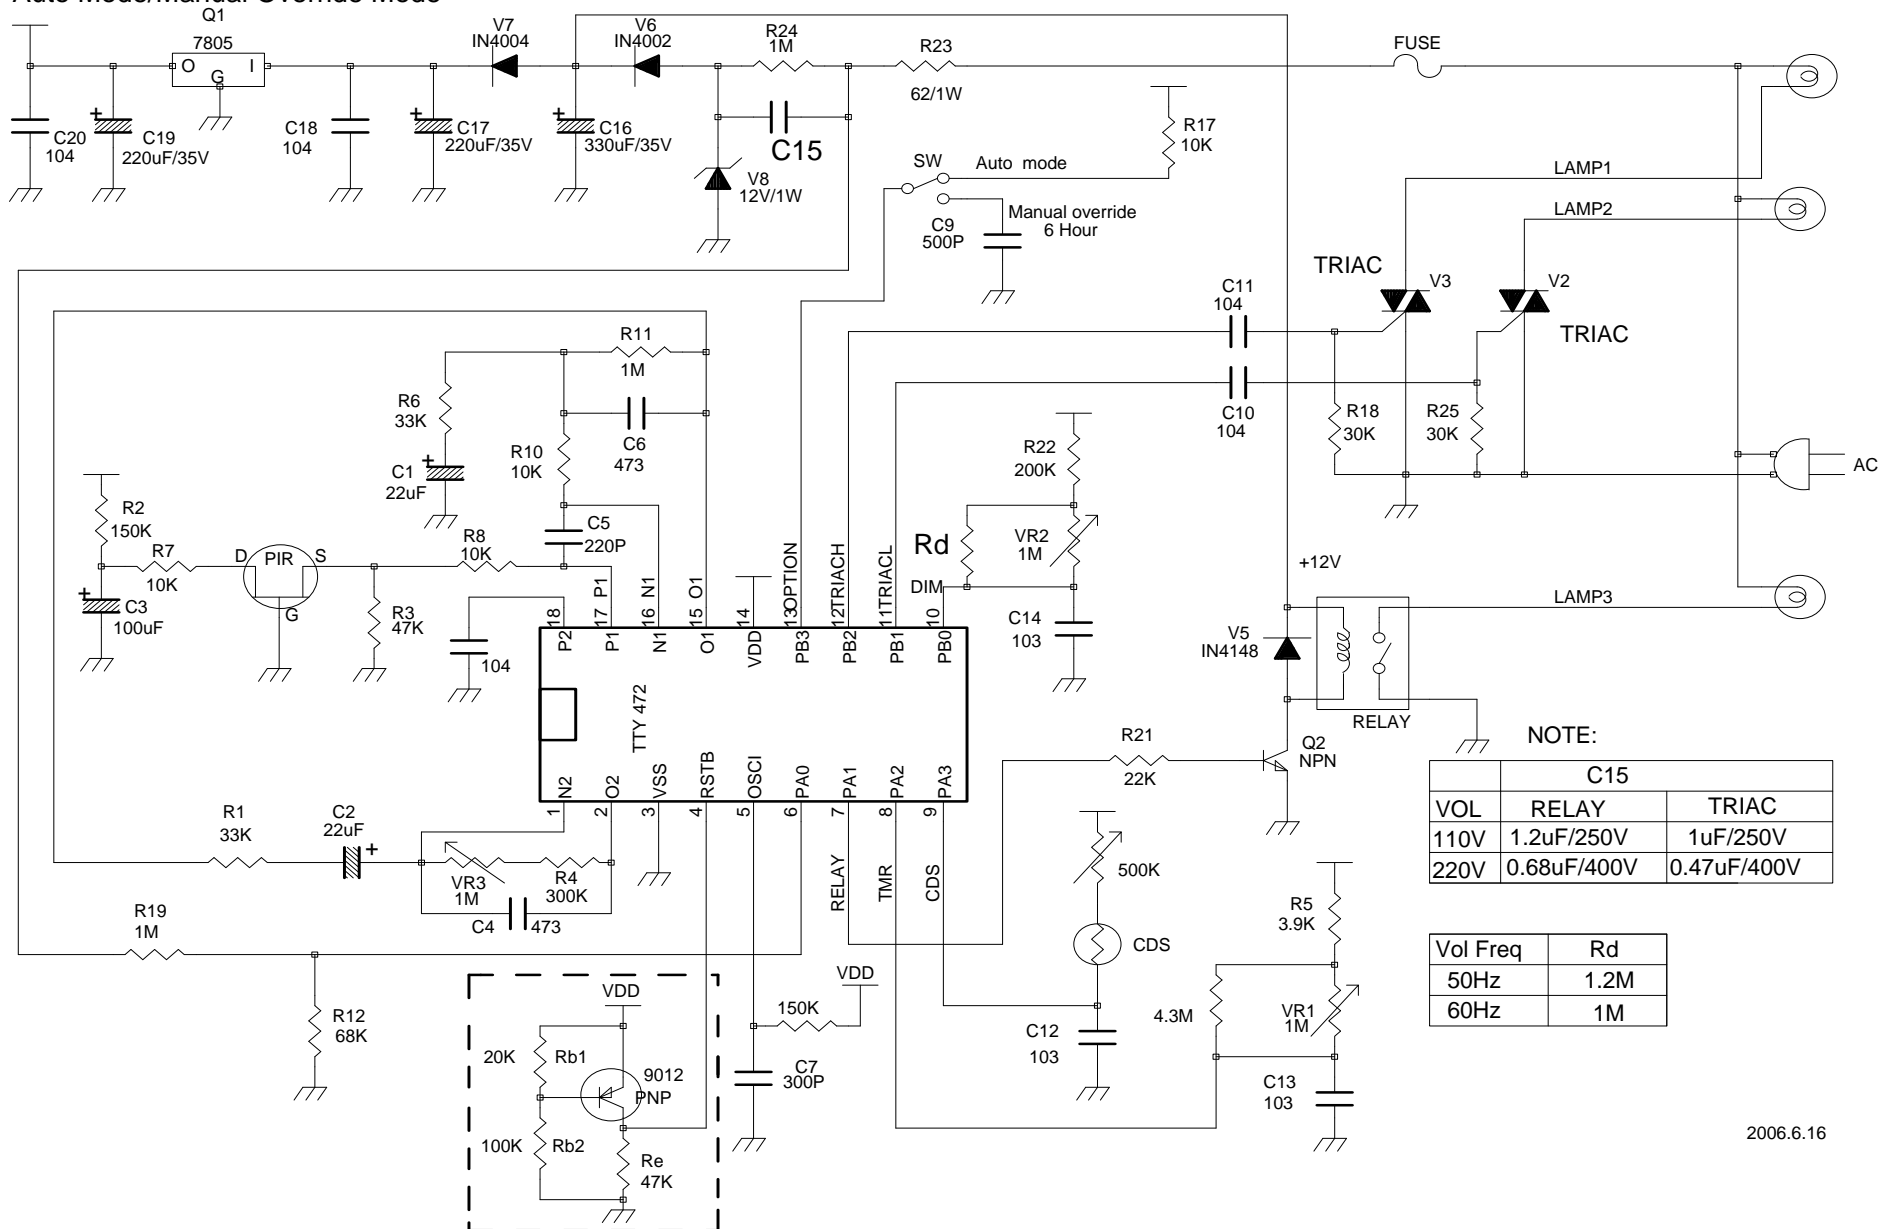 Auto Mode/Manual Override Mode
Q1
7805
O
G
I
V7
IN4004
V6
IN4002
R24
1M
R23
62/1W
FUSE
C20
104
+
C19
220uF/35V
C18
104
+
C17
220uF/35V
+
C16
330uF/35V
C15
V8
12V/1W
R17
10K
SW
Auto mode
Manual override
6 Hour
C9
500P
LAMP1
LAMP2
TRIAC
V3
V2
TRIAC
C11
104
C10
104
R18
30K
R25
30K
AC
R11
1M
R6
33K
C6
473
R10
10K
+
C1
22uF
R2
150K
R7
10K
D
PIR
S
G
R8
10K
C5
220P
+
C3
100uF
R3
47K
104
R22
200K
VR2
1M
Rd
DIM
C14
103
+12V
LAMP3
V5
IN4148
RELAY
P1
N1
O1
OPTION
TRIACH
TRIACL
18
17
16
15
14
13
12
11
10
P2
P1
N1
O1
VDD
PB3
PB2
PB1
PB0
TTY 472
N2
O2
VSS
RSTB
OSCI
PA0
PA1
PA2
PA3
1
2
3
4
5
6
7
8
9
RELAY
TMR
CDS
R21
22K
Q2
NPN
R1
33K
C2
22uF
+
VR3
1M
R4
300K
C4
473
R19
1M
R12
68K
VDD
20K
Rb1
9012
PNP
100K
Rb2
Re
47K
VDD
150K
C7
300P
500K
CDS
C12
103
R5
3.9K
4.3M
VR1
1M
C13
103
NOTE:
C15
VOL RELAY TRIAC
110V 1.2uF/250V 1uF/250V
220V 0.68uF/400V 0.47uF/400V
Vol Freq Rd
50Hz 1.2M
60Hz 1M
2006.6.16